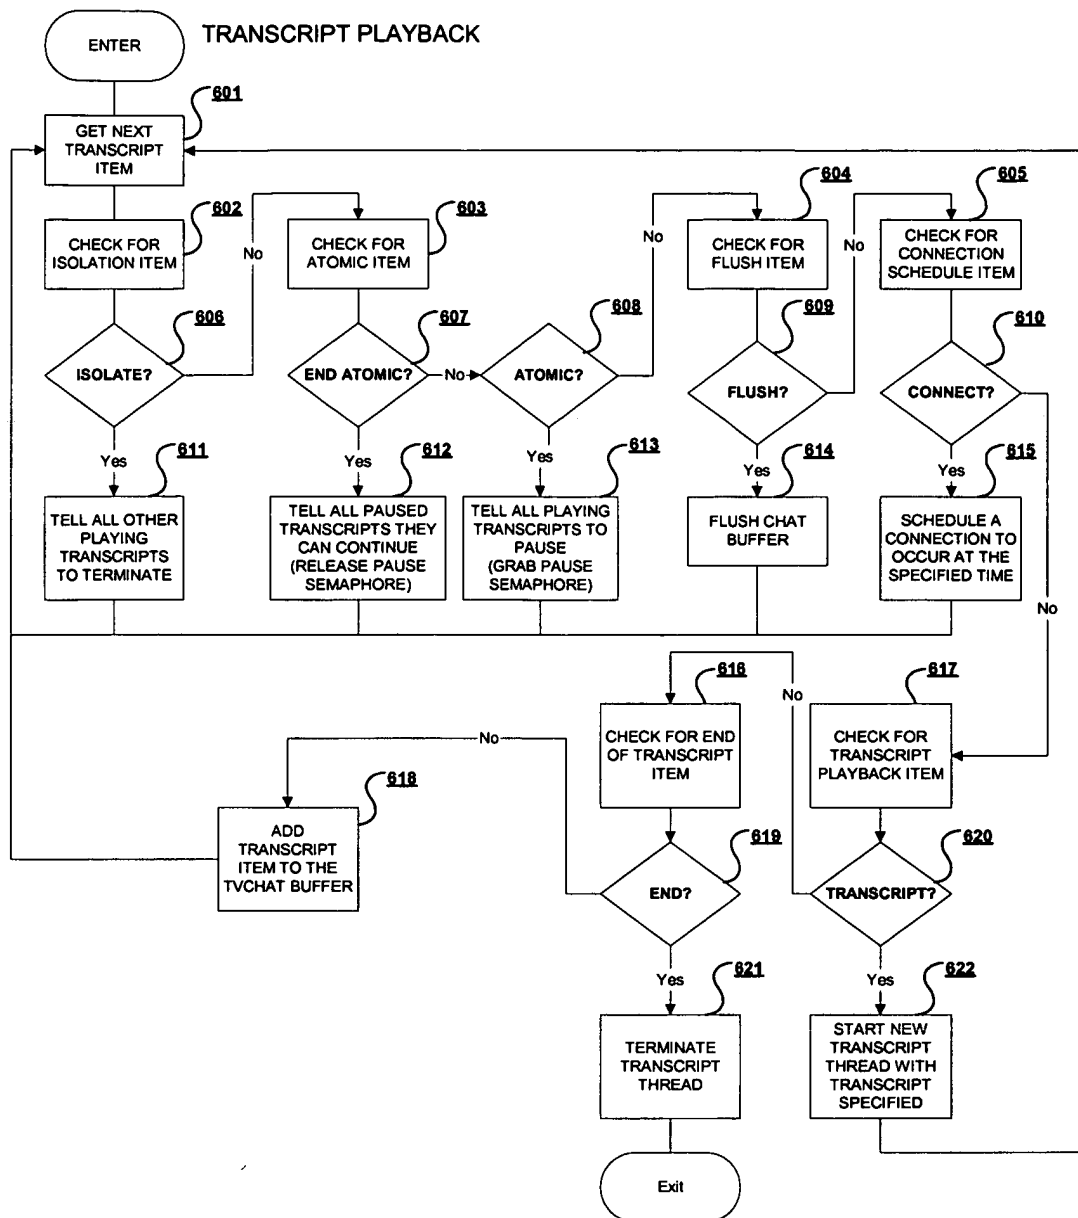 TRANSCRIPT PLAYBACK
ENTER
601
GET NEXT
TRANSCRIPT
ITEM
602
CHECK FOR
ISOLATION ITEM
No
603
CHECK FOR
ATOMIC ITEM
No
604
CHECK FOR
FLUSH ITEM
No
605
CHECK FOR
CONNECTION
SCHEDULE ITEM
606
ISOLATE?
607
END ATOMIC?
No
608
ATOMIC?
609
FLUSH?
610
CONNECT?
Yes
611
TELL ALL OTHER
PLAYING
TRANSCRIPTS
TO TERMINATE
Yes
612
TELL ALL PAUSED
TRANSCRIPTS THEY
CAN CONTINUE
(RELEASE PAUSE
SEMAPHORE)
Yes
613
TELL ALL PLAYING
TRANSCRIPTS TO
PAUSE
(GRAB PAUSE
SEMAPHORE)
Yes
614
FLUSH CHAT
BUFFER
Yes
615
SCHEDULE A
CONNECTION TO
OCCUR AT THE
SPECIFIED TIME
No
616
CHECK FOR END
OF TRANSCRIPT
ITEM
No
617
CHECK FOR
TRANSCRIPT
PLAYBACK ITEM
No
618
ADD
TRANSCRIPT
ITEM TO THE
TVCHAT BUFFER
619
END?
620
TRANSCRIPT?
Yes
621
TERMINATE
TRANSCRIPT
THREAD
Yes
622
START NEW
TRANSCRIPT
THREAD WITH
TRANSCRIPT
SPECIFIED
Exit